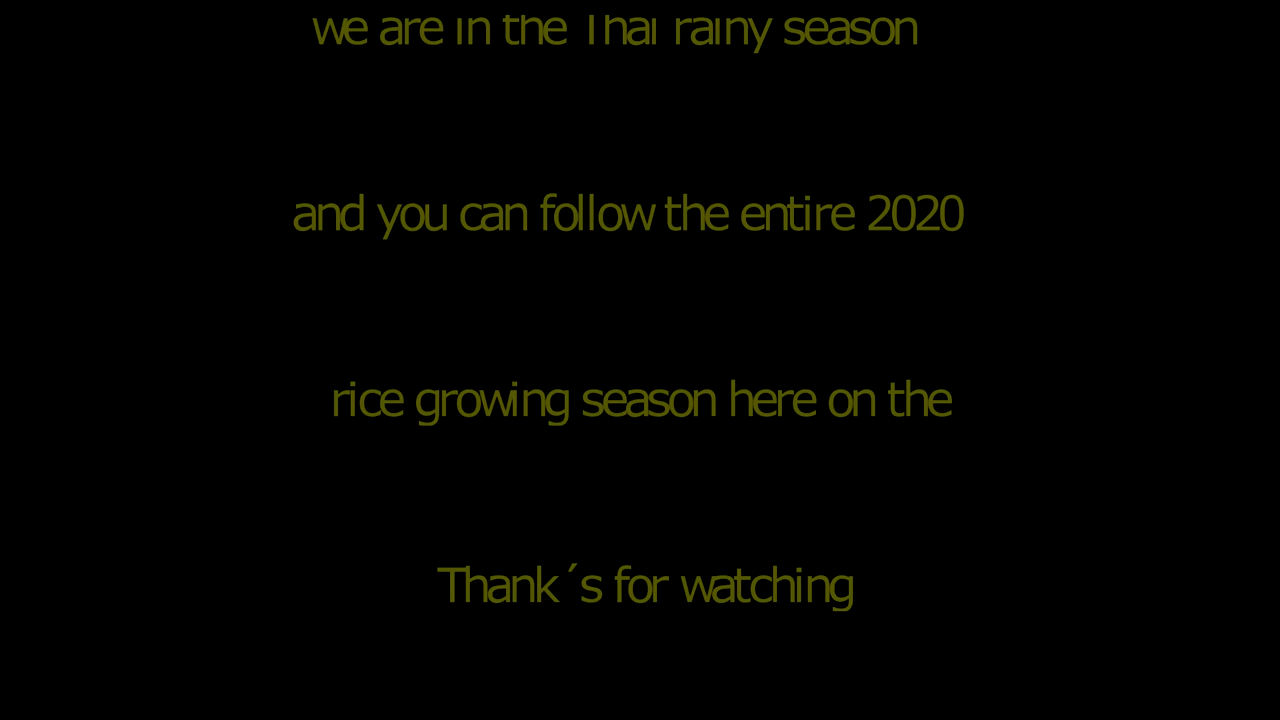 we are in the Thai rainy season
and you can follow the entire 2020
rice growing season here on the
Thank´s for watching